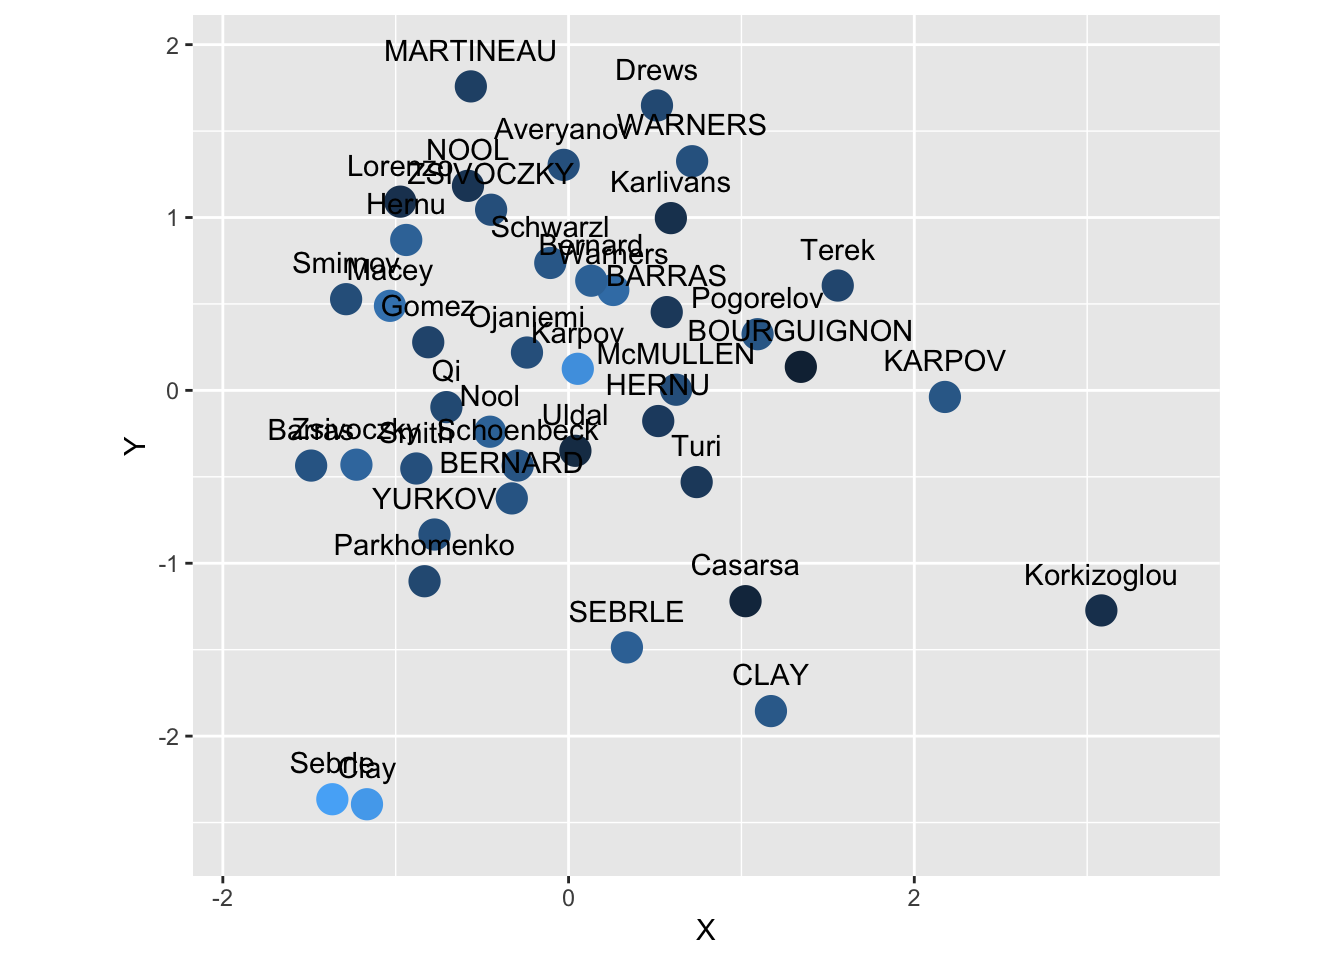 2
1
0
-1
-2
Y
MARTINEAU
Drews
Averyanov
WARNERS
NOOL
Lorenzo
ZSIVOCZKY
Karlivans
Hernu
Schwarzl
Bernard
Warners
Terek
Smirnov
Macey
BARRAS
Gomez
Pogorelov
Ojaniemi
Karpov
BOURGUIGNON
McMULLEN
KARPOV
Qi
HERNU
Nool
Uldal
Barras
Zsivoczky
Smith
Schoenbeck
Turi
BERNARD
YURKOV
Parkhomenko
Casarsa
Korkizoglou
SEBRLE
CLAY
Sebrle
Clay
-2
0
2
X